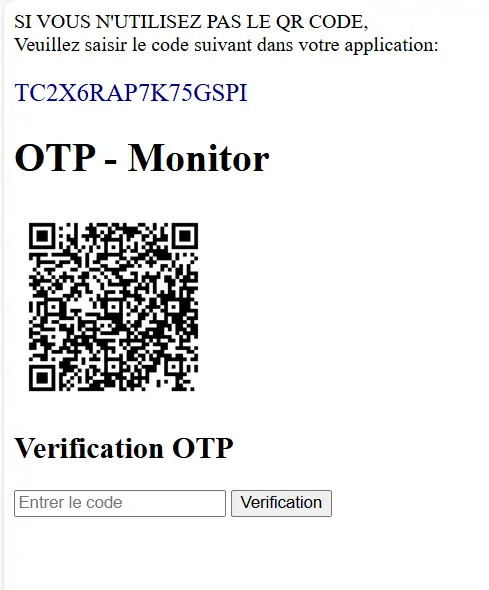 SI VOUS N'UTILISEZ PAS LE QR CODE,
Veuillez saisir le code suivant dans votre application:
TC2X6RAP7K75GSPI
OTP - Monitor
Verification OTP
Entrer le code
Verification